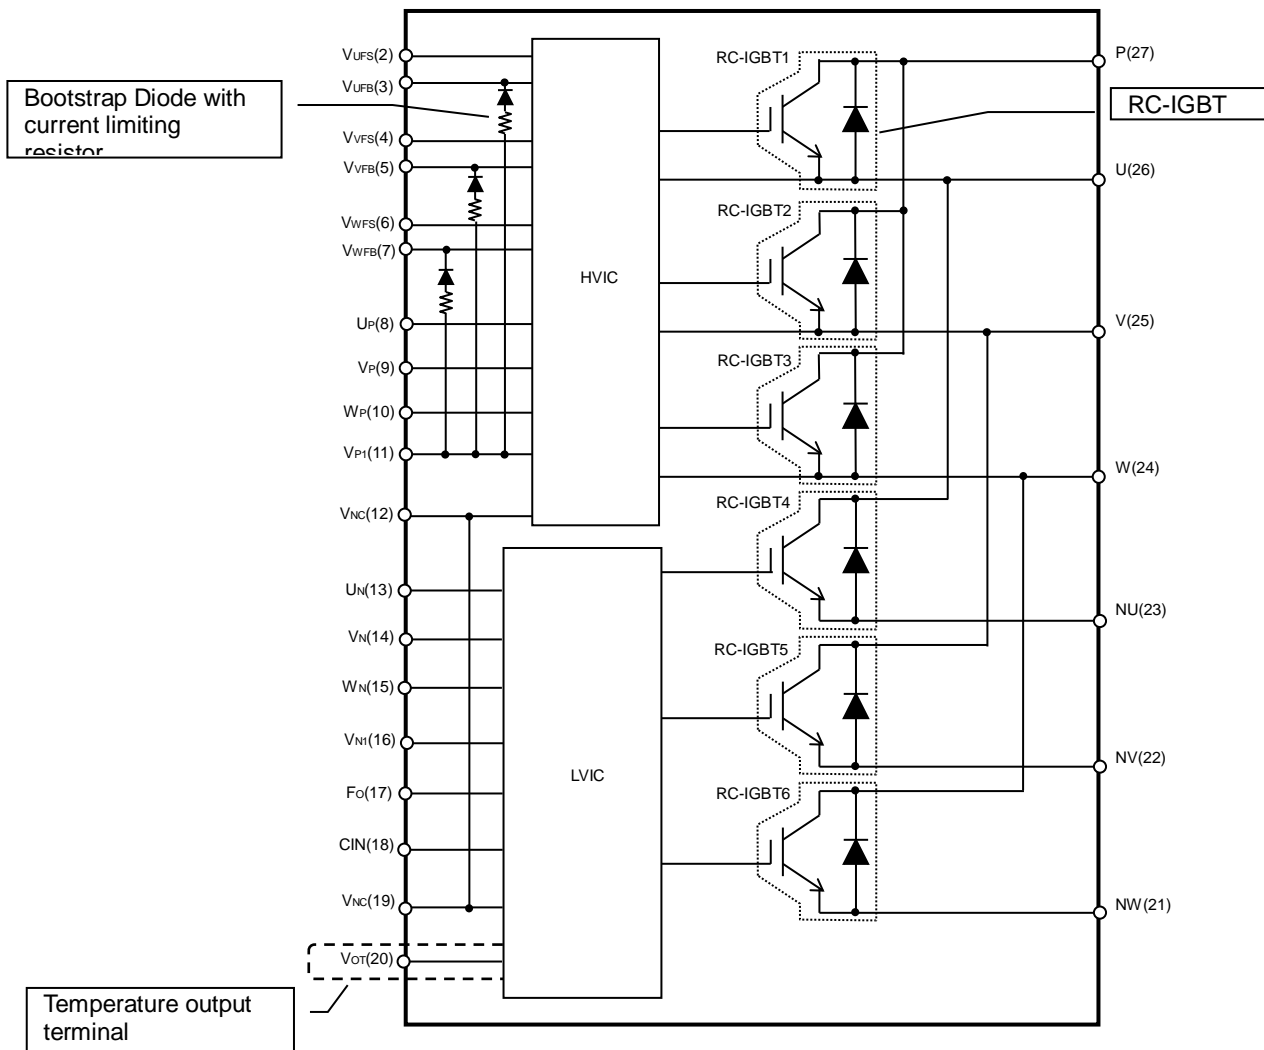 VUFS(2)
VUFB(3)
Bootstrap Diode with
current limiting
resistor
VVFS(4)
VVFB(5)
VWFS(6)
VWFB(7)
UP(8)
VP(9)
WP(10)
VP1(11)
VNC(12)
UN(13)
VN(14)
WN(15)
VN1(16)
FO(17)
CIN(18)
VNC(19)
VOT(20)
Temperature output
terminal
HVIC
LVIC
RC-IGBT1
RC-IGBT2
RC-IGBT3
RC-IGBT4
RC-IGBT5
RC-IGBT6
P(27)
RC-IGBT
U(26)
V(25)
W(24)
NU(23)
NV(22)
NW(21)